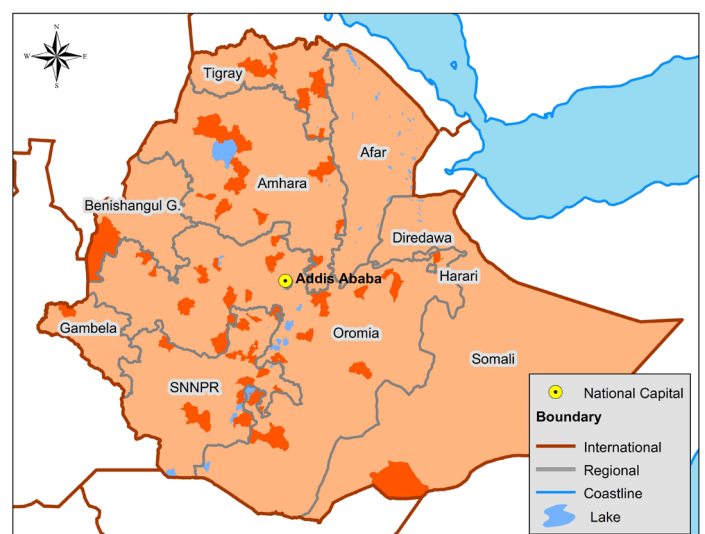 N
W E
S
Tigray
Afar
Amhara
Benishangul G.
Diredawa
Addis Ababa
Harari
Gambela
Oromia
Somali
SNNPR
National Capital
Boundary
International
Regional
Coastline
Lake